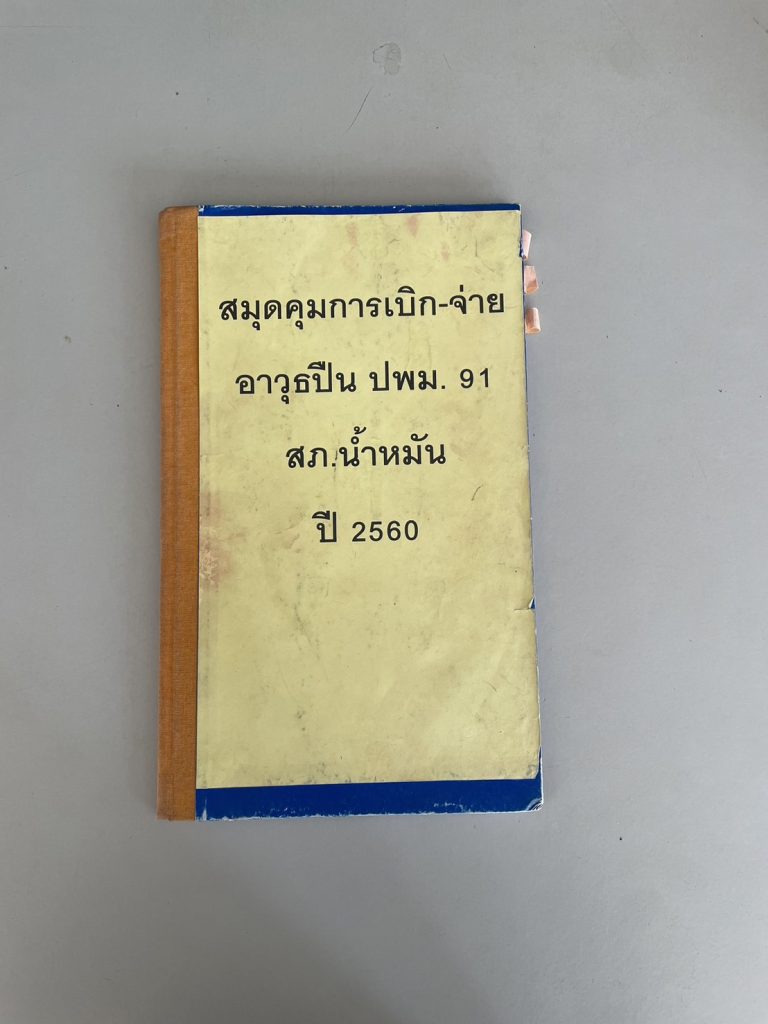 สมุดคุมการเบิก-จ่าย
อาวุธปืน ปพม. 91
สภ.น้ำหมัน
ปี 2560